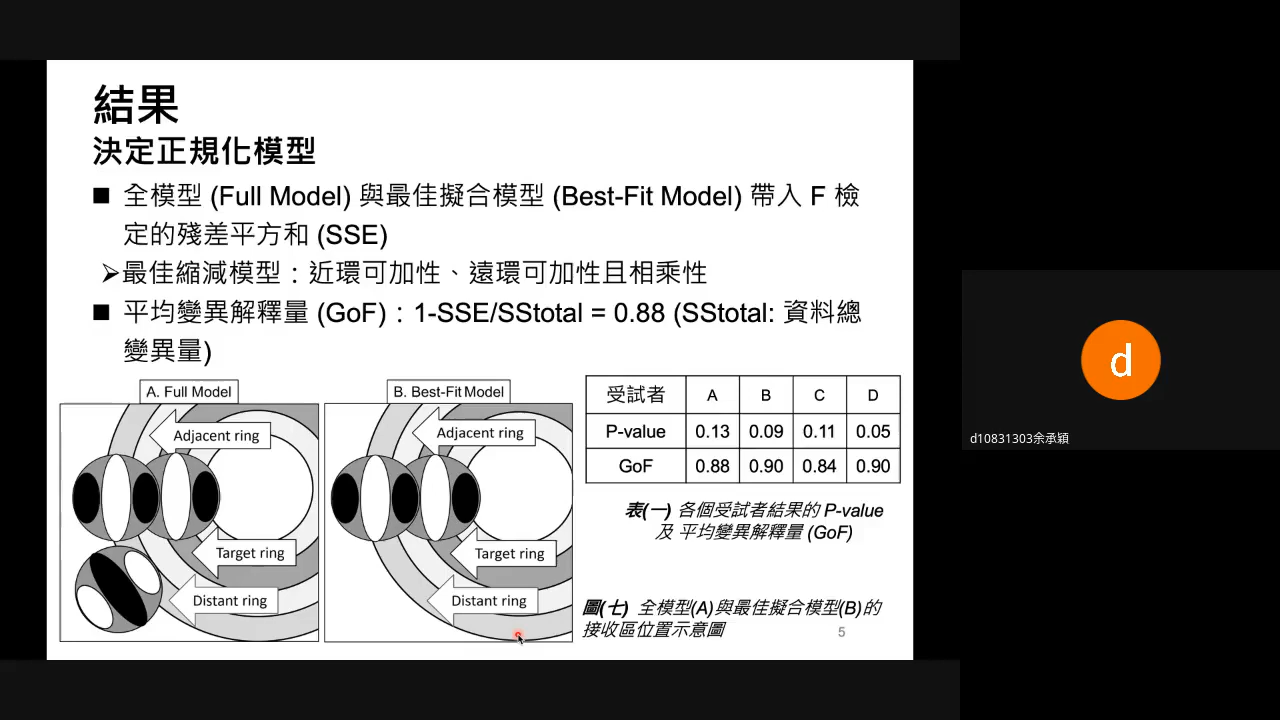 結果
決定正規化模型
■ 全模型 (Full Model) 與最佳擬合模型 (Best-Fit Model) 帶入 F 檢
定的殘差平方和 (SSE)
➢最佳縮減模型：近環可加性、遠環可加性且相乘性
■ 平均變異解釋量 (GoF)：1-SSE/SStotal = 0.88 (SStotal: 資料總
變異量)
A. Full Model
Adjacent ring
Target ring
Distant ring
B. Best-Fit Model
Adjacent ring
Target ring
Distant ring
受試者 A B C D
P-value 0.13 0.09 0.11 0.05
GoF 0.88 0.90 0.84 0.90
表(一) 各個受試者結果的 P-value
及 平均變異解釋量 (GoF)
圖(七) 全模型(A)與最佳擬合模型(B)的
接收區位置示意圖
5
d
d10831303余承穎